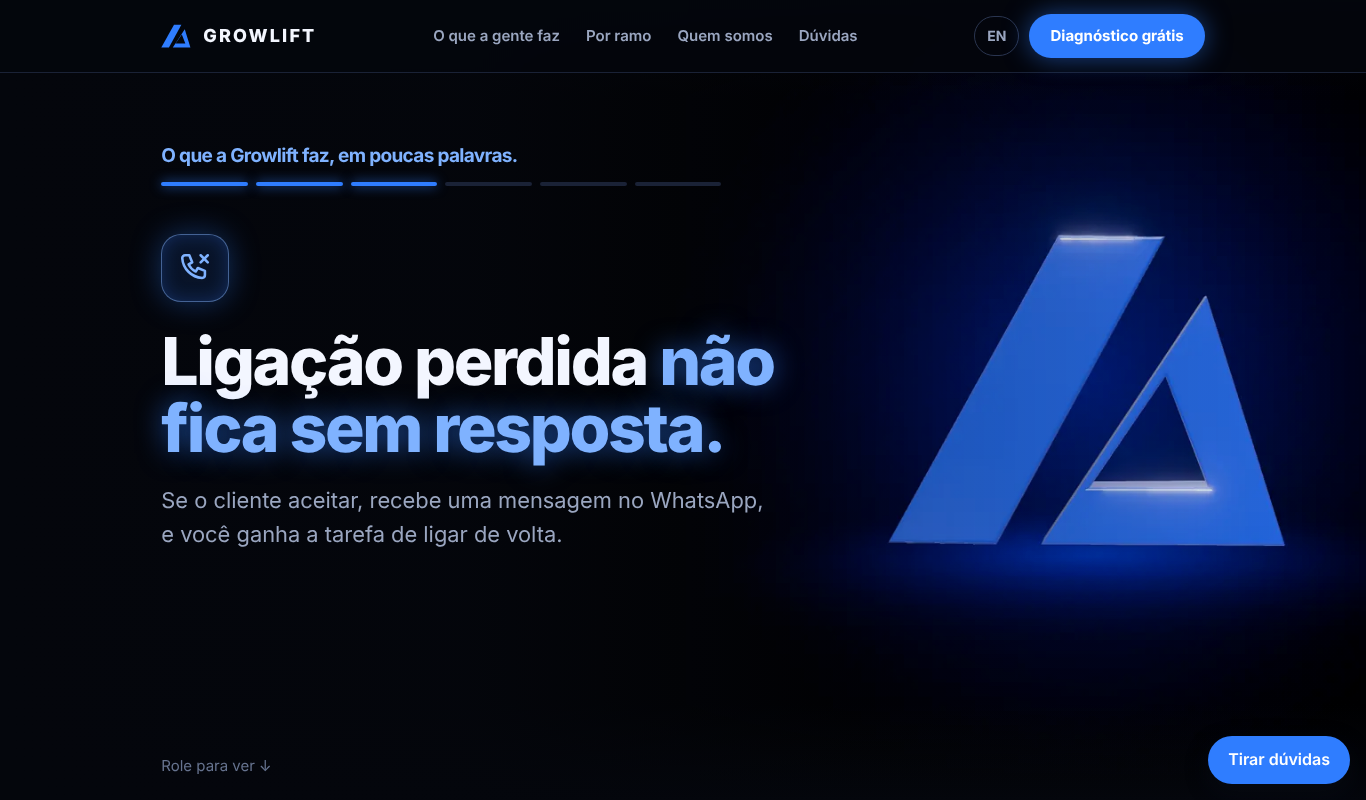 GROWLIFT
O que a gente faz
Por ramo
Quem somos
Dúvidas
EN
Diagnóstico grátis
O que a Growlift faz, em poucas palavras.
Ligação perdida não
fica sem resposta.
Se o cliente aceitar, recebe uma mensagem no WhatsApp,
e você ganha a tarefa de ligar de volta.
Role para ver ↓
Tirar dúvidas